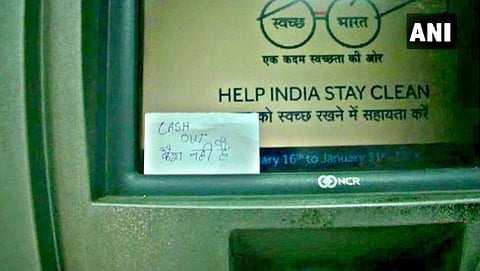 ANI
स्वच्छ भारत
एक कदम स्वच्छता की ओर
HELP INDIA STAY CLEAN
को स्वच्छ रखने में सहायता करें
CASH
OUT
कैश नहीं है
ary 16th to January 31
NCR